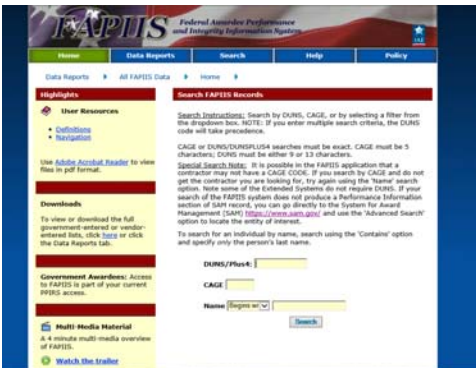 FAPIIS
Federal Awardee Performance
and Integrity Information System
IAE
Home Data Reports Search Help Policy
Data Reports All FAPIIS Data Home
Highlights
User Resources
Definitions
Navigation
Use Adobe Acrobat Reader to view
files in pdf format.
Downloads
To view or download the full
government-entered or vendor-
entered lists, click here or click
the Data Reports tab.
Government Awardees: Access
to FAPIIS is part of your current
PPIRS access.
Multi-Media Material
A 4 minute multi-media overview
of FAPIIS.
Watch the trailer
Search FAPIIS Records
Search Instructions: Search by DUNS, CAGE, or by selecting a filter from
the dropdown box. NOTE: If you enter multiple search criteria, the DUNS
code will take precedence.
CAGE or DUNS/DUNSPLUS4 searches must be exact. CAGE must be 5
characters; DUNS must be either 9 or 13 characters.
Special Search Note: It is possible in the FAPIIS application that a
contractor may not have a CAGE CODE. If you search by CAGE and do not
get the contractor you are looking for, try again using the 'Name' search
option. Note some of the Extended Systems do not require DUNS. If your
search of the FAPIIS system does not produce a Performance Information
section of SAM record, you can go directly to the System for Award
Management (SAM) https://www.sam.gov/ and use the 'Advanced Search'
option to locate the entity of interest.
To search for an individual by name, search using the 'Contains' option
and specify only the person's last name.
DUNS/Plus4:
CAGE
Name Begins wi
Search